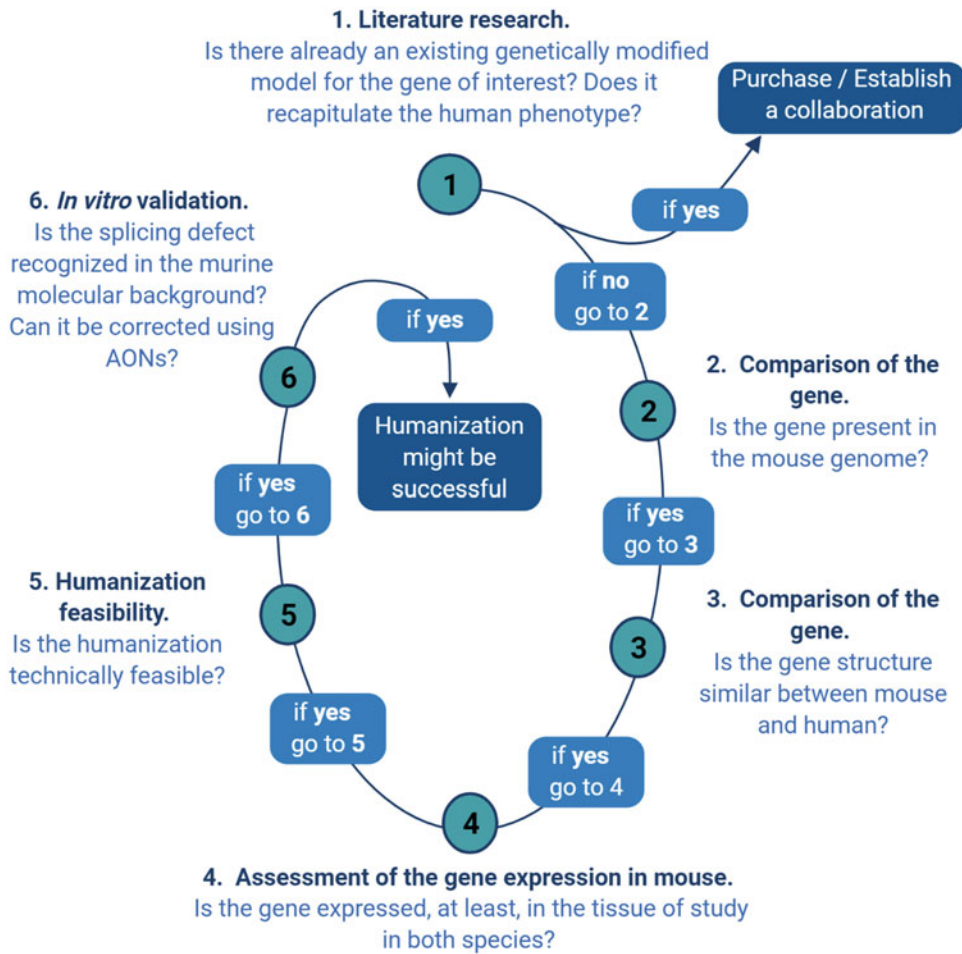 1. Literature research.
Is there already an existing genetically modified
model for the gene of interest? Does it
recapitulate the human phenotype?
Purchase / Establish
a collaboration
1
if yes
if no
go to 2
2
2. Comparison of the
gene.
Is the gene present in
the mouse genome?
if yes
go to 3
3
3. Comparison of the
gene.
Is the gene structure
similar between mouse
and human?
if yes
go to 4
4
4. Assessment of the gene expression in mouse.
Is the gene expressed, at least, in the tissue of study
in both species?
if yes
go to 5
5
5. Humanization
feasibility.
Is the humanization
technically feasible?
if yes
go to 6
6
6. In vitro validation.
Is the splicing defect
recognized in the murine
molecular background?
Can it be corrected using
AONs?
if yes
Humanization
might be
successful